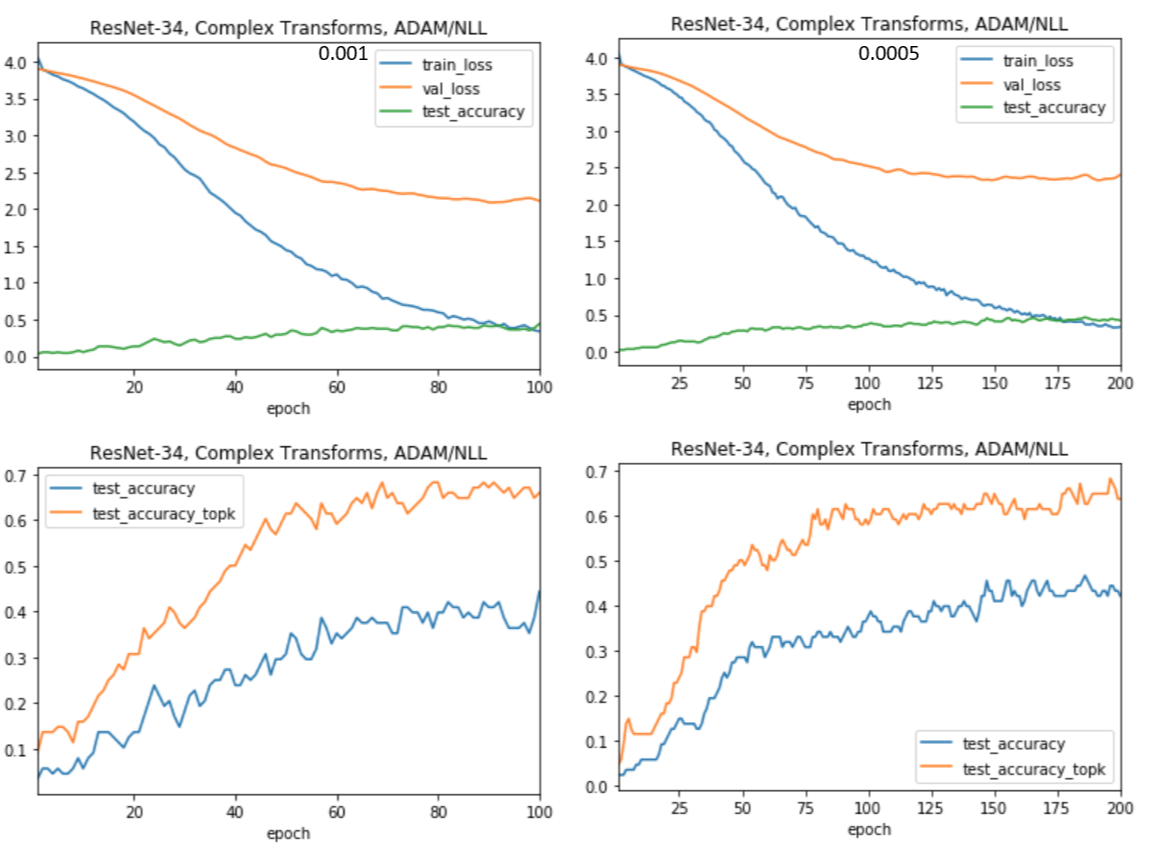 ResNet-34, Complex Transforms, ADAM/NLL
0.001
train_loss
val_loss
test_accuracy
4.0
3.5
3.0
2.5
2.0
1.5
1.0
0.5
0.0
20 40 60 80 100
epoch
ResNet-34, Complex Transforms, ADAM/NLL
0.0005
train_loss
val_loss
test_accuracy
4.0
3.5
3.0
2.5
2.0
1.5
1.0
0.5
0.0
25 50 75 100 125 150 175 200
epoch
ResNet-34, Complex Transforms, ADAM/NLL
test_accuracy
test_accuracy_topk
0.7
0.6
0.5
0.4
0.3
0.2
0.1
20 40 60 80 100
epoch
ResNet-34, Complex Transforms, ADAM/NLL
0.7
0.6
0.5
0.4
0.3
0.2
0.1
0.0
test_accuracy
test_accuracy_topk
25 50 75 100 125 150 175 200
epoch